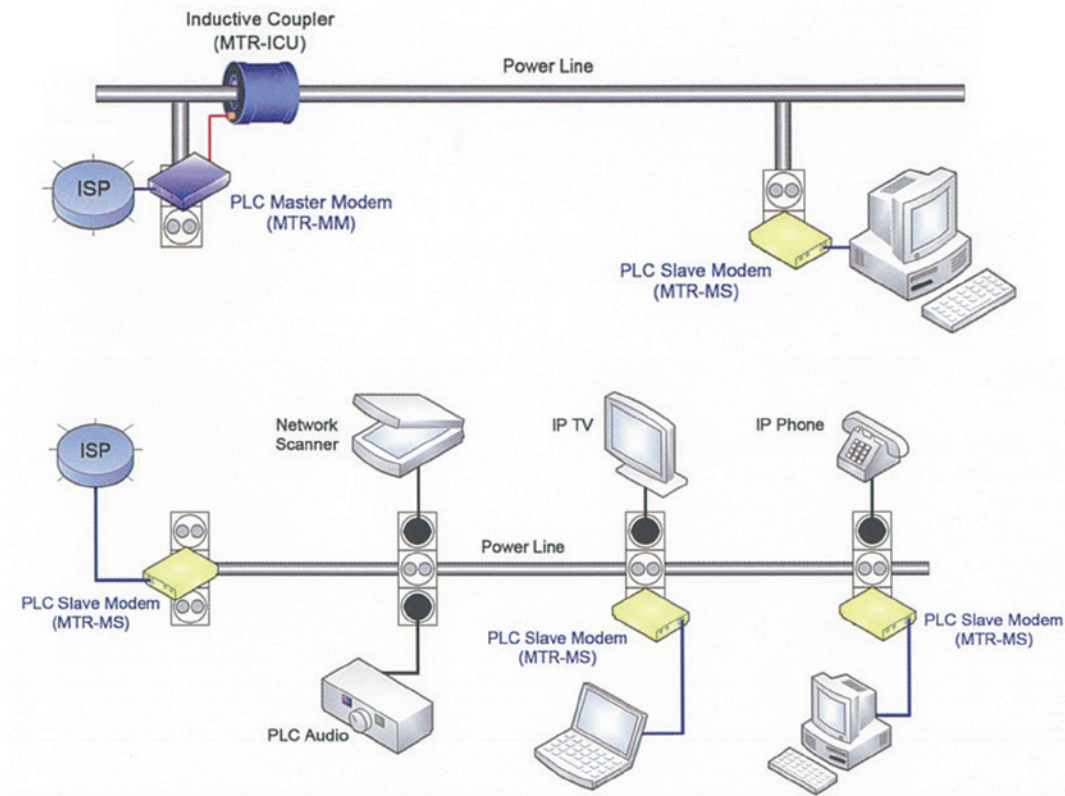 Inductive Coupler
(MTR-ICU)
Power Line
ISP
PLC Master Modem
(MTR-MM)
PLC Slave Modem
(MTR-MS)
ISP
Network
Scanner
IP TV
IP Phone
Power Line
PLC Slave Modem
(MTR-MS)
PLC Slave Modem
(MTR-MS)
PLC Slave Modem
(MTR-MS)
PLC Audio